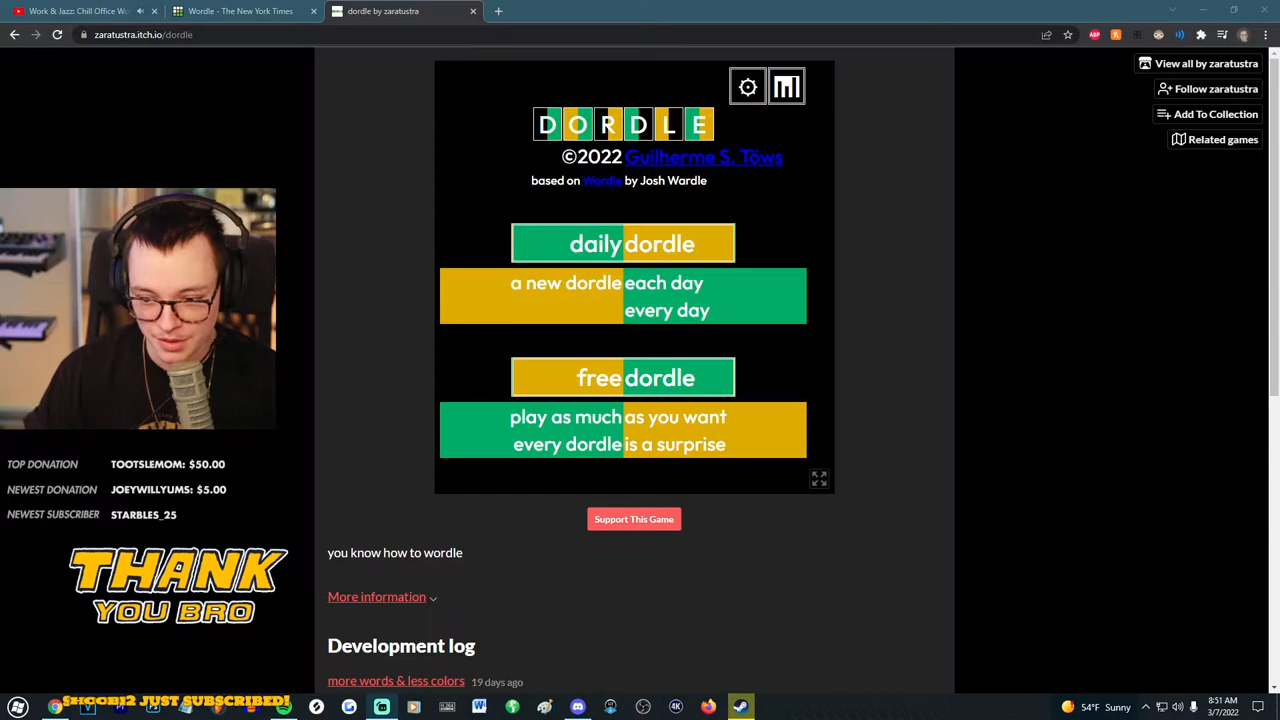 Work & Jazz: Chill Office Wo
Wordle - The New York Times
dordle by zaratustra
zaratustra.itch.io/dordle
View all by zaratustra
Follow zaratustra
Add To Collection
Related games
DORDLE
©2022 Guilherme S. Töws
based on Wordle by Josh Wardle
daily dordle
a new dordle each day
every day
free dordle
play as much as you want
every dordle is a surprise
Support This Game
you know how to wordle
More information
Development log
more words & less colors 19 days ago
TOP DONATION TOOTSLEMOM: $50.00
NEWEST DONATION JOEYWILLYUMS: $5.00
NEWEST SUBSCRIBER STARBLES_25
THANK
YOU BRO
SHOOBI2 JUST SUBSCRIBED!
54°F Sunny
8:51 AM
3/7/2022